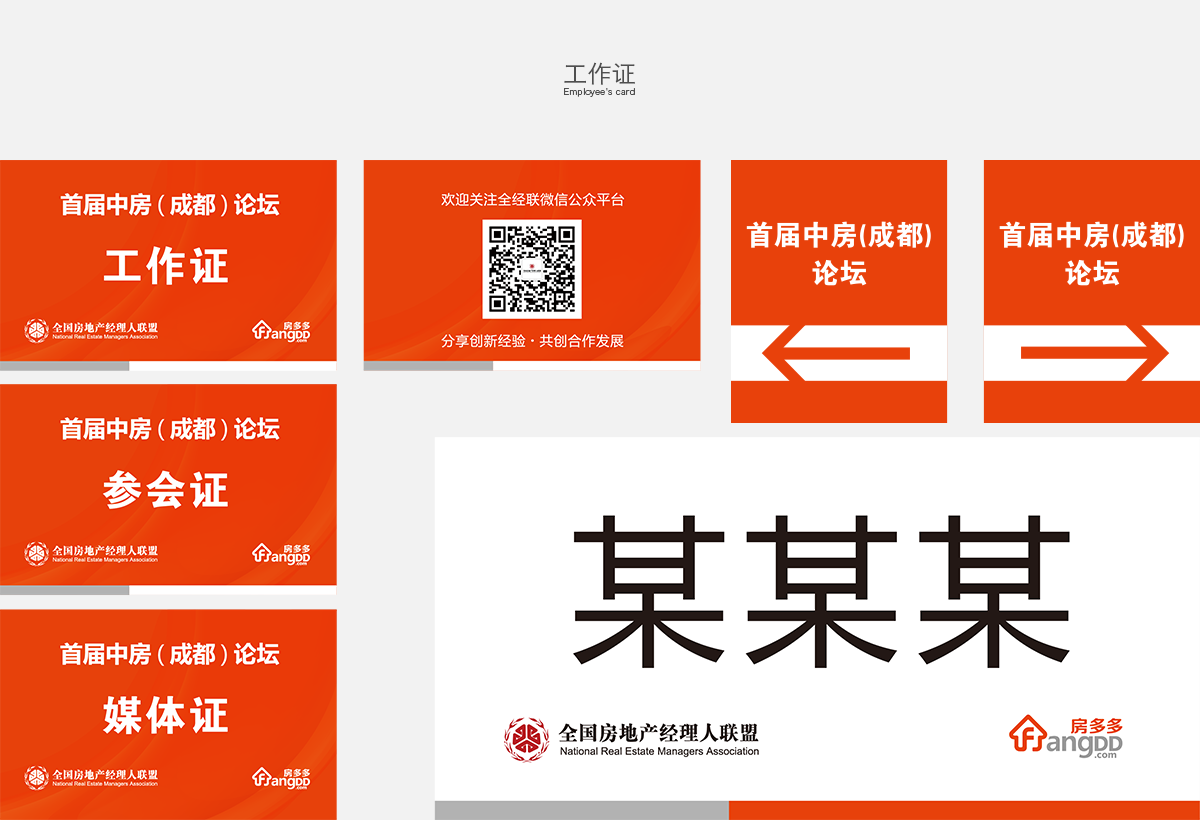 工作证
Employee's card
首届中房（成都）论坛
工作证
全国房地产经理人联盟
National Real Estate Managers Association
房多多
Fangdd
.com
欢迎关注全经联微信公众平台
分享创新经验·共创合作发展
首届中房(成都)
论坛
首届中房(成都)
论坛
首届中房（成都）论坛
参会证
全国房地产经理人联盟
National Real Estate Managers Association
房多多
FangDD
.com
首届中房（成都）论坛
媒体证
全国房地产经理人联盟
National Real Estate Managers Association
房多多
FangDD
.com
某某某
全国房地产经理人联盟
National Real Estate Managers Association
房多多
FangDD
.com